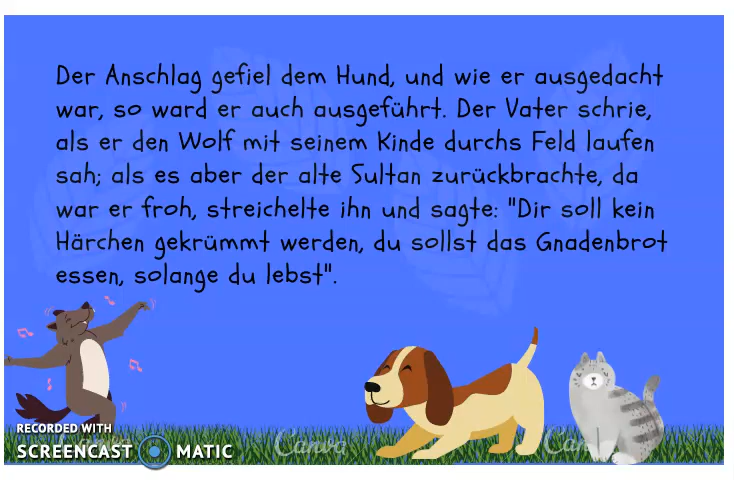 Der Anschlag gefiel dem Hund, und wie er ausgedacht
war, so ward er auch ausgeführt. Der Vater schrie,
als er den Wolf mit seinem Kinde durchs Feld laufen
sah; als es aber der alte Sultan zurückbrachte, da
war er froh, streichelte ihn und sagte: "Dir soll kein
Härchen gekrümmt werden, du sollst das Gnadenbrot
essen, solange du lebst".
RECORDED WITH
SCREENCAST MATIC
Canva
Canva
Canva